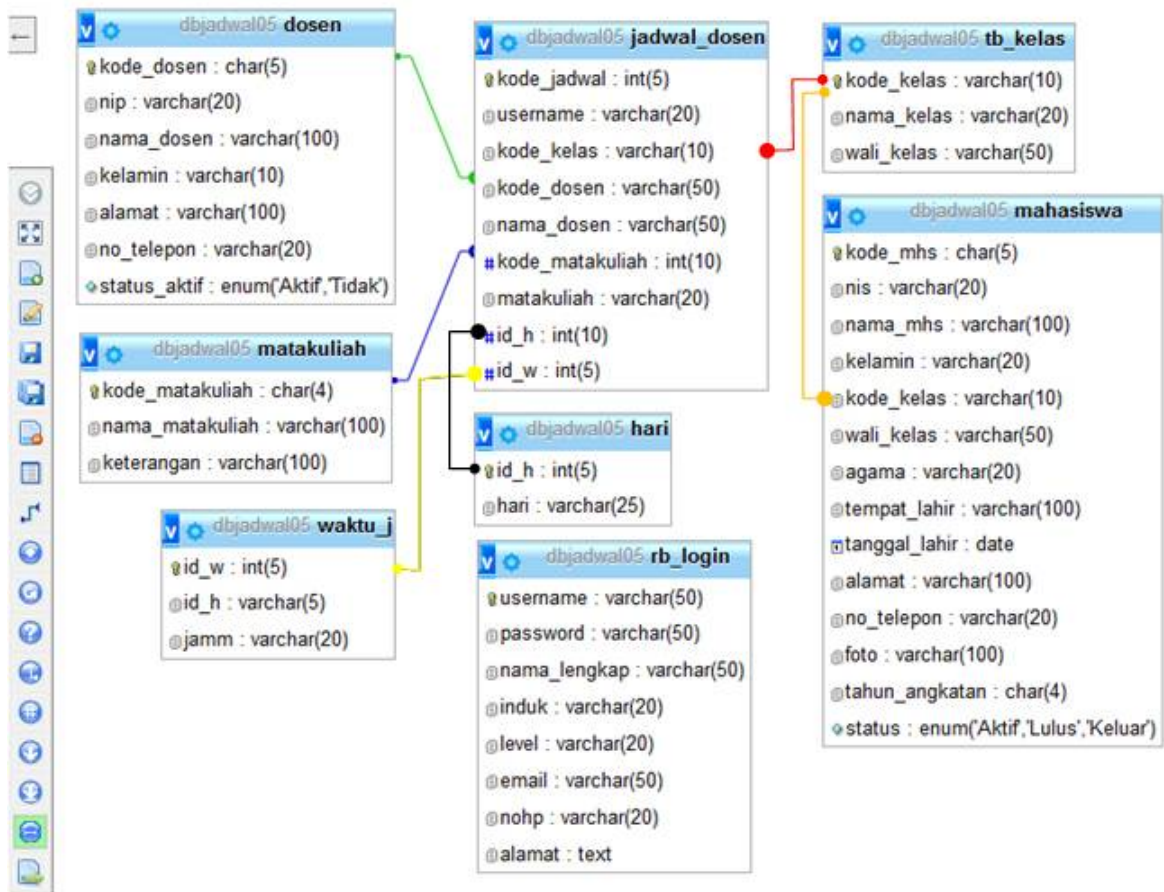 dbjadwal05 dosen
kode_dosen : char(5)
nip : varchar(20)
nama_dosen : varchar(100)
kelamin : varchar(10)
alamat : varchar(100)
no_telepon : varchar(20)
status_aktif : enum('Aktif','Tidak')
dbjadwal05 matakuliah
kode_matakuliah : char(4)
nama_matakuliah : varchar(100)
keterangan : varchar(100)
dbjadwal05 waktu_j
id_w : int(5)
id_h : varchar(5)
jamm : varchar(20)
dbjadwal05 jadwal_dosen
kode_jadwal : int(5)
username : varchar(20)
kode_kelas : varchar(10)
kode_dosen : varchar(50)
nama_dosen : varchar(50)
#kode_matakuliah : int(10)
matakuliah : varchar(20)
#id_h : int(10)
#id_w : int(5)
dbjadwal05 hari
id_h : int(5)
hari : varchar(25)
dbjadwal05 rb_login
username : varchar(50)
password : varchar(50)
nama_lengkap : varchar(50)
induk : varchar(20)
level : varchar(20)
email : varchar(50)
nohp : varchar(20)
alamat : text
dbjadwal05 tb_kelas
kode_kelas : varchar(10)
nama_kelas : varchar(20)
wali_kelas : varchar(50)
dbjadwal05 mahasiswa
kode_mhs : char(5)
nis : varchar(20)
nama_mhs : varchar(100)
kelamin : varchar(20)
kode_kelas : varchar(10)
wali_kelas : varchar(50)
agama : varchar(20)
tempat_lahir : varchar(100)
tanggal_lahir : date
alamat : varchar(100)
no_telepon : varchar(20)
foto : varchar(100)
tahun_angkatan : char(4)
status : enum('Aktif','Lulus','Keluar')